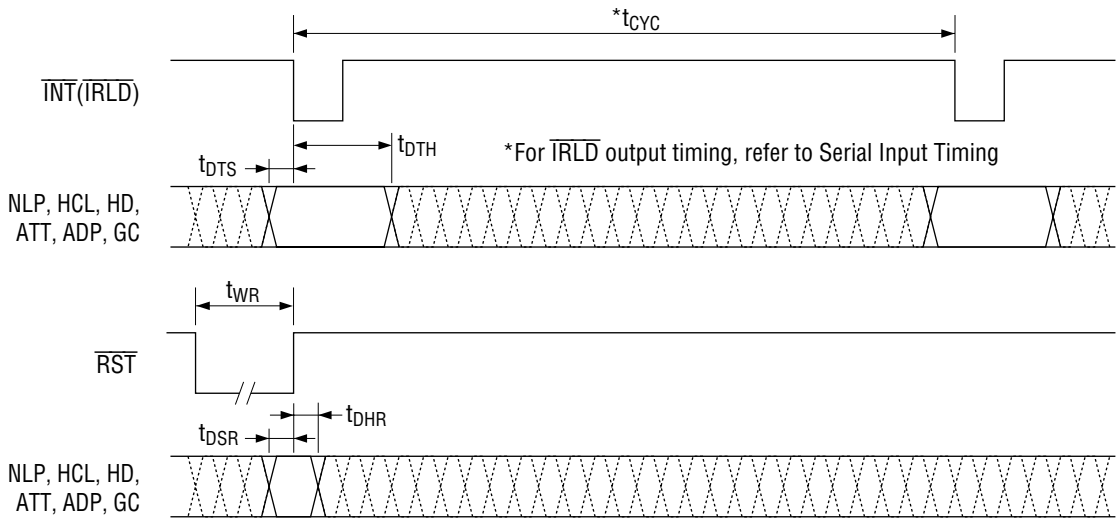 *tCYC
INT(IRLD)
tDTH
*For IRLD output timing, refer to Serial Input Timing
tDTS
NLP, HCL, HD,
ATT, ADP, GC
tWR
RST
tDHR
tDSR
NLP, HCL, HD,
ATT, ADP, GC